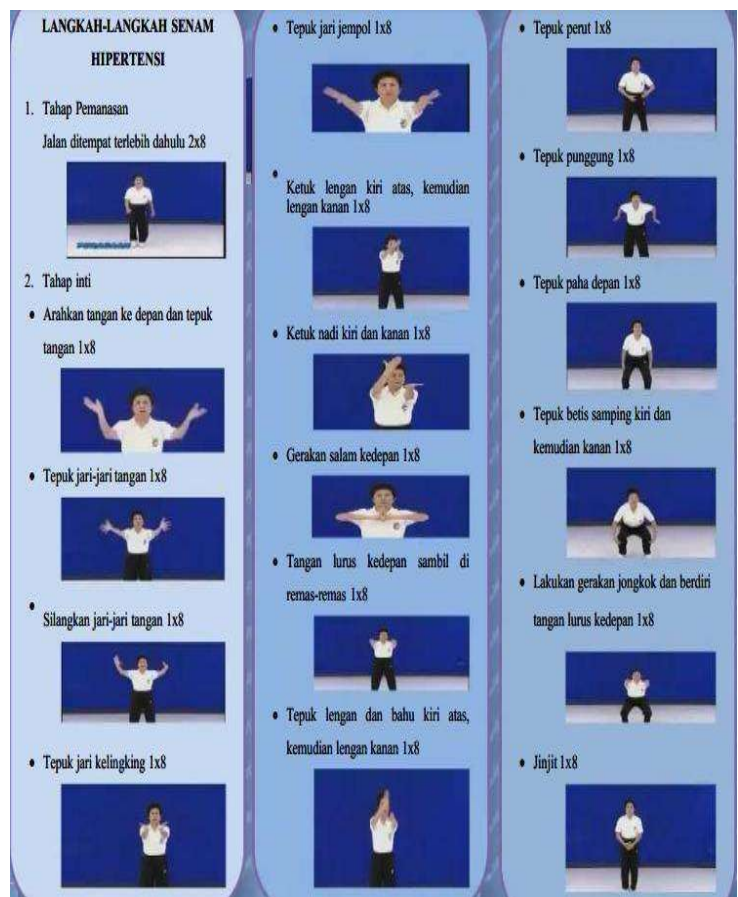 LANGKAH-LANGKAH SENAM
HIPERTENSI
1. Tahap Pemanasan
Jalan ditempat terlebih dahulu 2x8
2. Tahap inti
• Arahkan tangan ke depan dan tepuk
tangan 1x8
• Tepuk jari-jari tangan 1x8
•
Silangkan jari-jari tangan 1x8
• Tepuk jari kelingking 1x8
• Tepuk jari jempol 1x8
•
Ketuk lengan kiri atas, kemudian
lengan kanan 1x8
• Ketuk nadi kiri dan kanan 1x8
• Gerakan salam kedepan 1x8
• Tangan lurus kedepan sambil di
remas-remas 1x8
• Tepuk lengan dan bahu kiri atas,
kemudian lengan kanan 1x8
• Tepuk perut 1x8
• Tepuk punggung 1x8
• Tepuk paha depan 1x8
• Tepuk betis samping kiri dan
kemudian kanan 1x8
• Lakukan gerakan jongkok dan berdiri
tangan lurus kedepan 1x8
• Jinjit 1x8